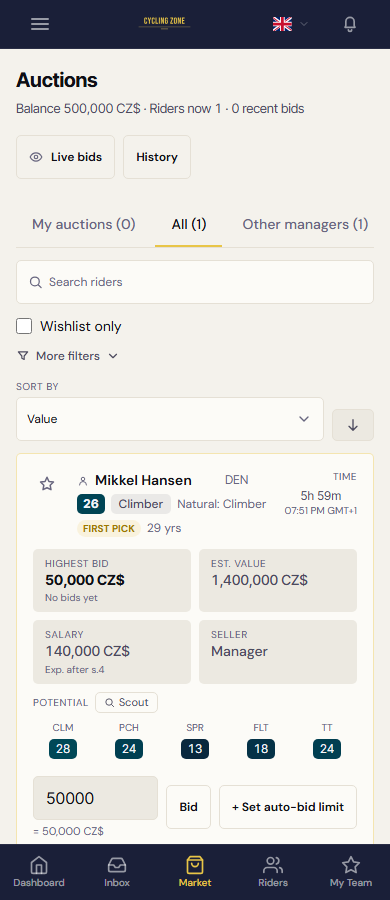 CYCLING ZONE
Auctions
Balance 500,000 CZ$ · Riders now 1 · 0 recent bids
Live bids
History
My auctions (0)
All (1)
Other managers (1)
Search riders
Wishlist only
More filters
SORT BY
Value
Mikkel Hansen
DEN
TIME
26 Climber Natural: Climber
5h 59m
07:51 PM GMT+1
FIRST PICK 29 yrs
HIGHEST BID
50,000 CZ$
No bids yet
EST. VALUE
1,400,000 CZ$
SALARY
140,000 CZ$
Exp. after s.4
SELLER
Manager
POTENTIAL Scout
CLM PCH SPR FLT TT
28 24 13 18 24
50000
Bid
+ Set auto-bid limit
= 50,000 CZ$
Dashboard Inbox Market Riders My Team